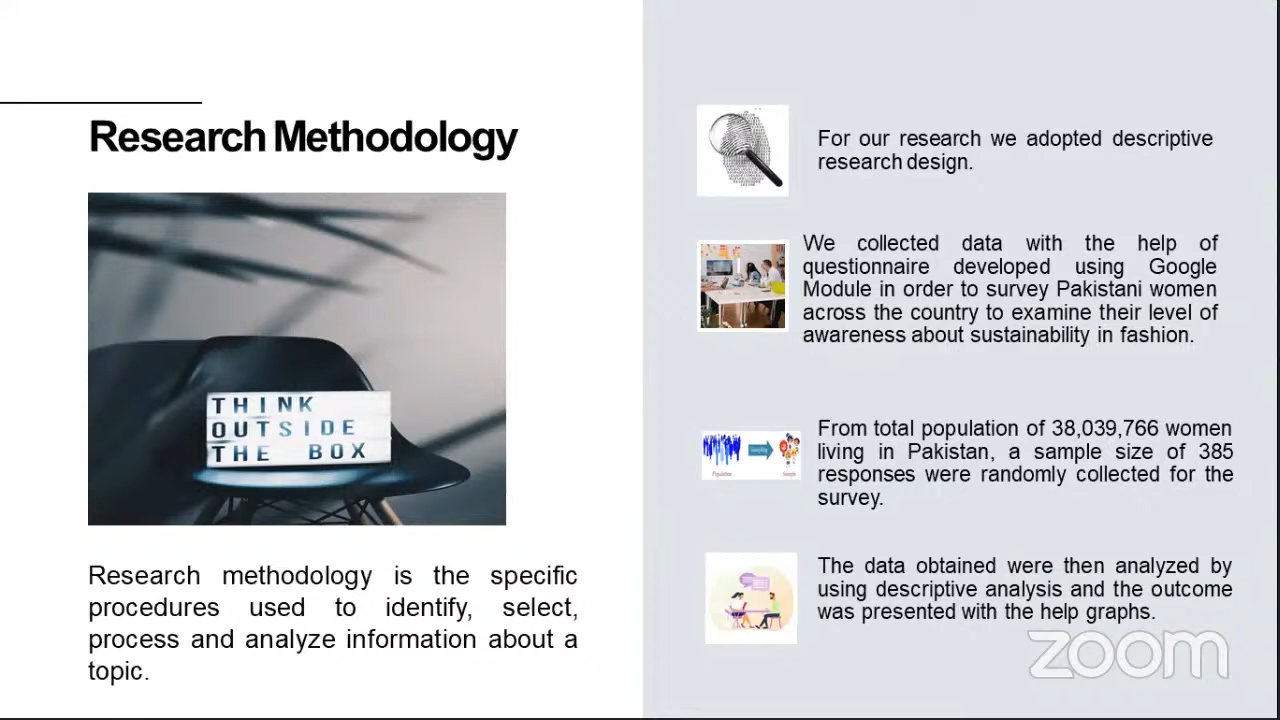 Research Methodology
THINK
OUTSIDE
THE BOX
Research methodology is the specific
procedures used to identify, select,
process and analyze information about a
topic.
For our research we adopted descriptive
research design.
We collected data with the help of
questionnaire developed using Google
Module in order to survey Pakistani women
across the country to examine their level of
awareness about sustainability in fashion.
From total population of 38,039,766 women
living in Pakistan, a sample size of 385
responses were randomly collected for the
survey.
Population
Sample
The data obtained were then analyzed by
using descriptive analysis and the outcome
was presented with the help graphs.
zoom